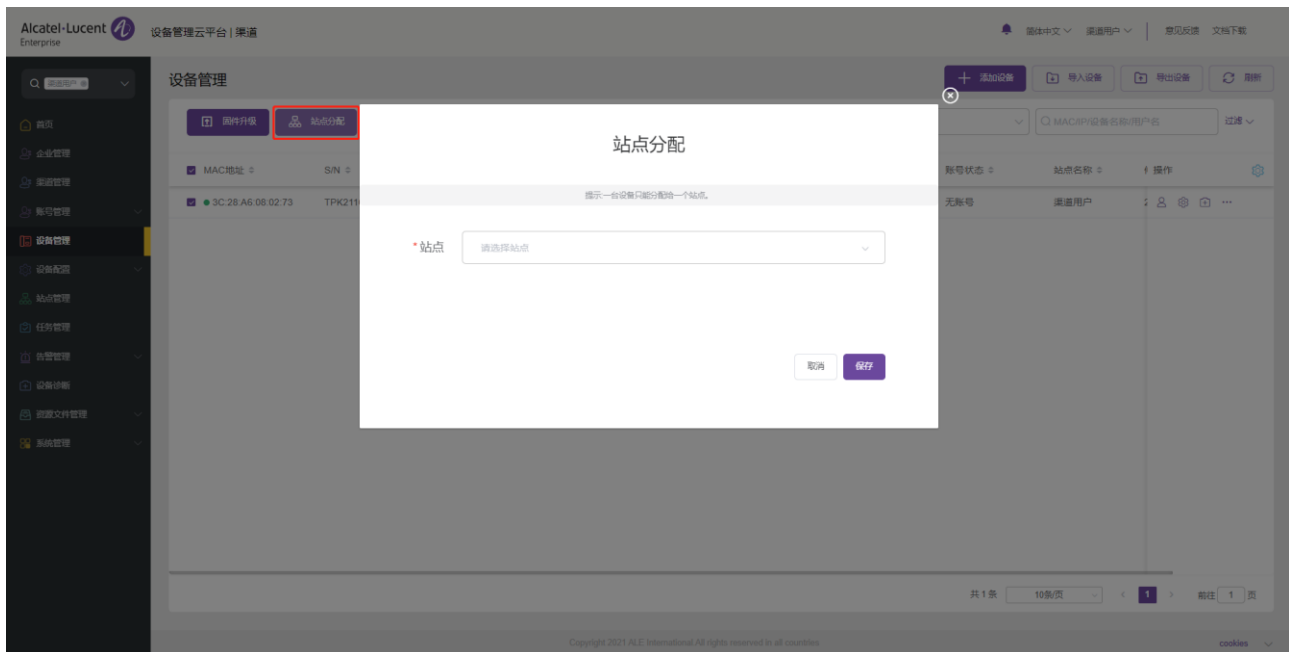 Alcatel·Lucent
Enterprise
设备管理云平台 | 渠道
简体中文 渠道用户 意见反馈 文档下载
渠道用户
设备管理
添加设备 导入设备 导出设备 刷新
首页
企业管理
渠道管理
账号管理
设备管理
设备配置
站点管理
任务管理
告警管理
设备诊断
资源文件管理
系统管理
固件升级 站点分配
MAC/IP/设备名称/用户名 过滤
MAC地址 S/N 账号状态 站点名称 操作
3C:28:A6:08:02:73 TPK211 无账号 渠道用户
站点分配
提示:一台设备只能分配给一个站点。
*站点 请选择站点
取消 保存
共 1 条 10条/页 1 前往 1 页
Copyright 2021 ALE International.All rights reserved in all countries
cookies